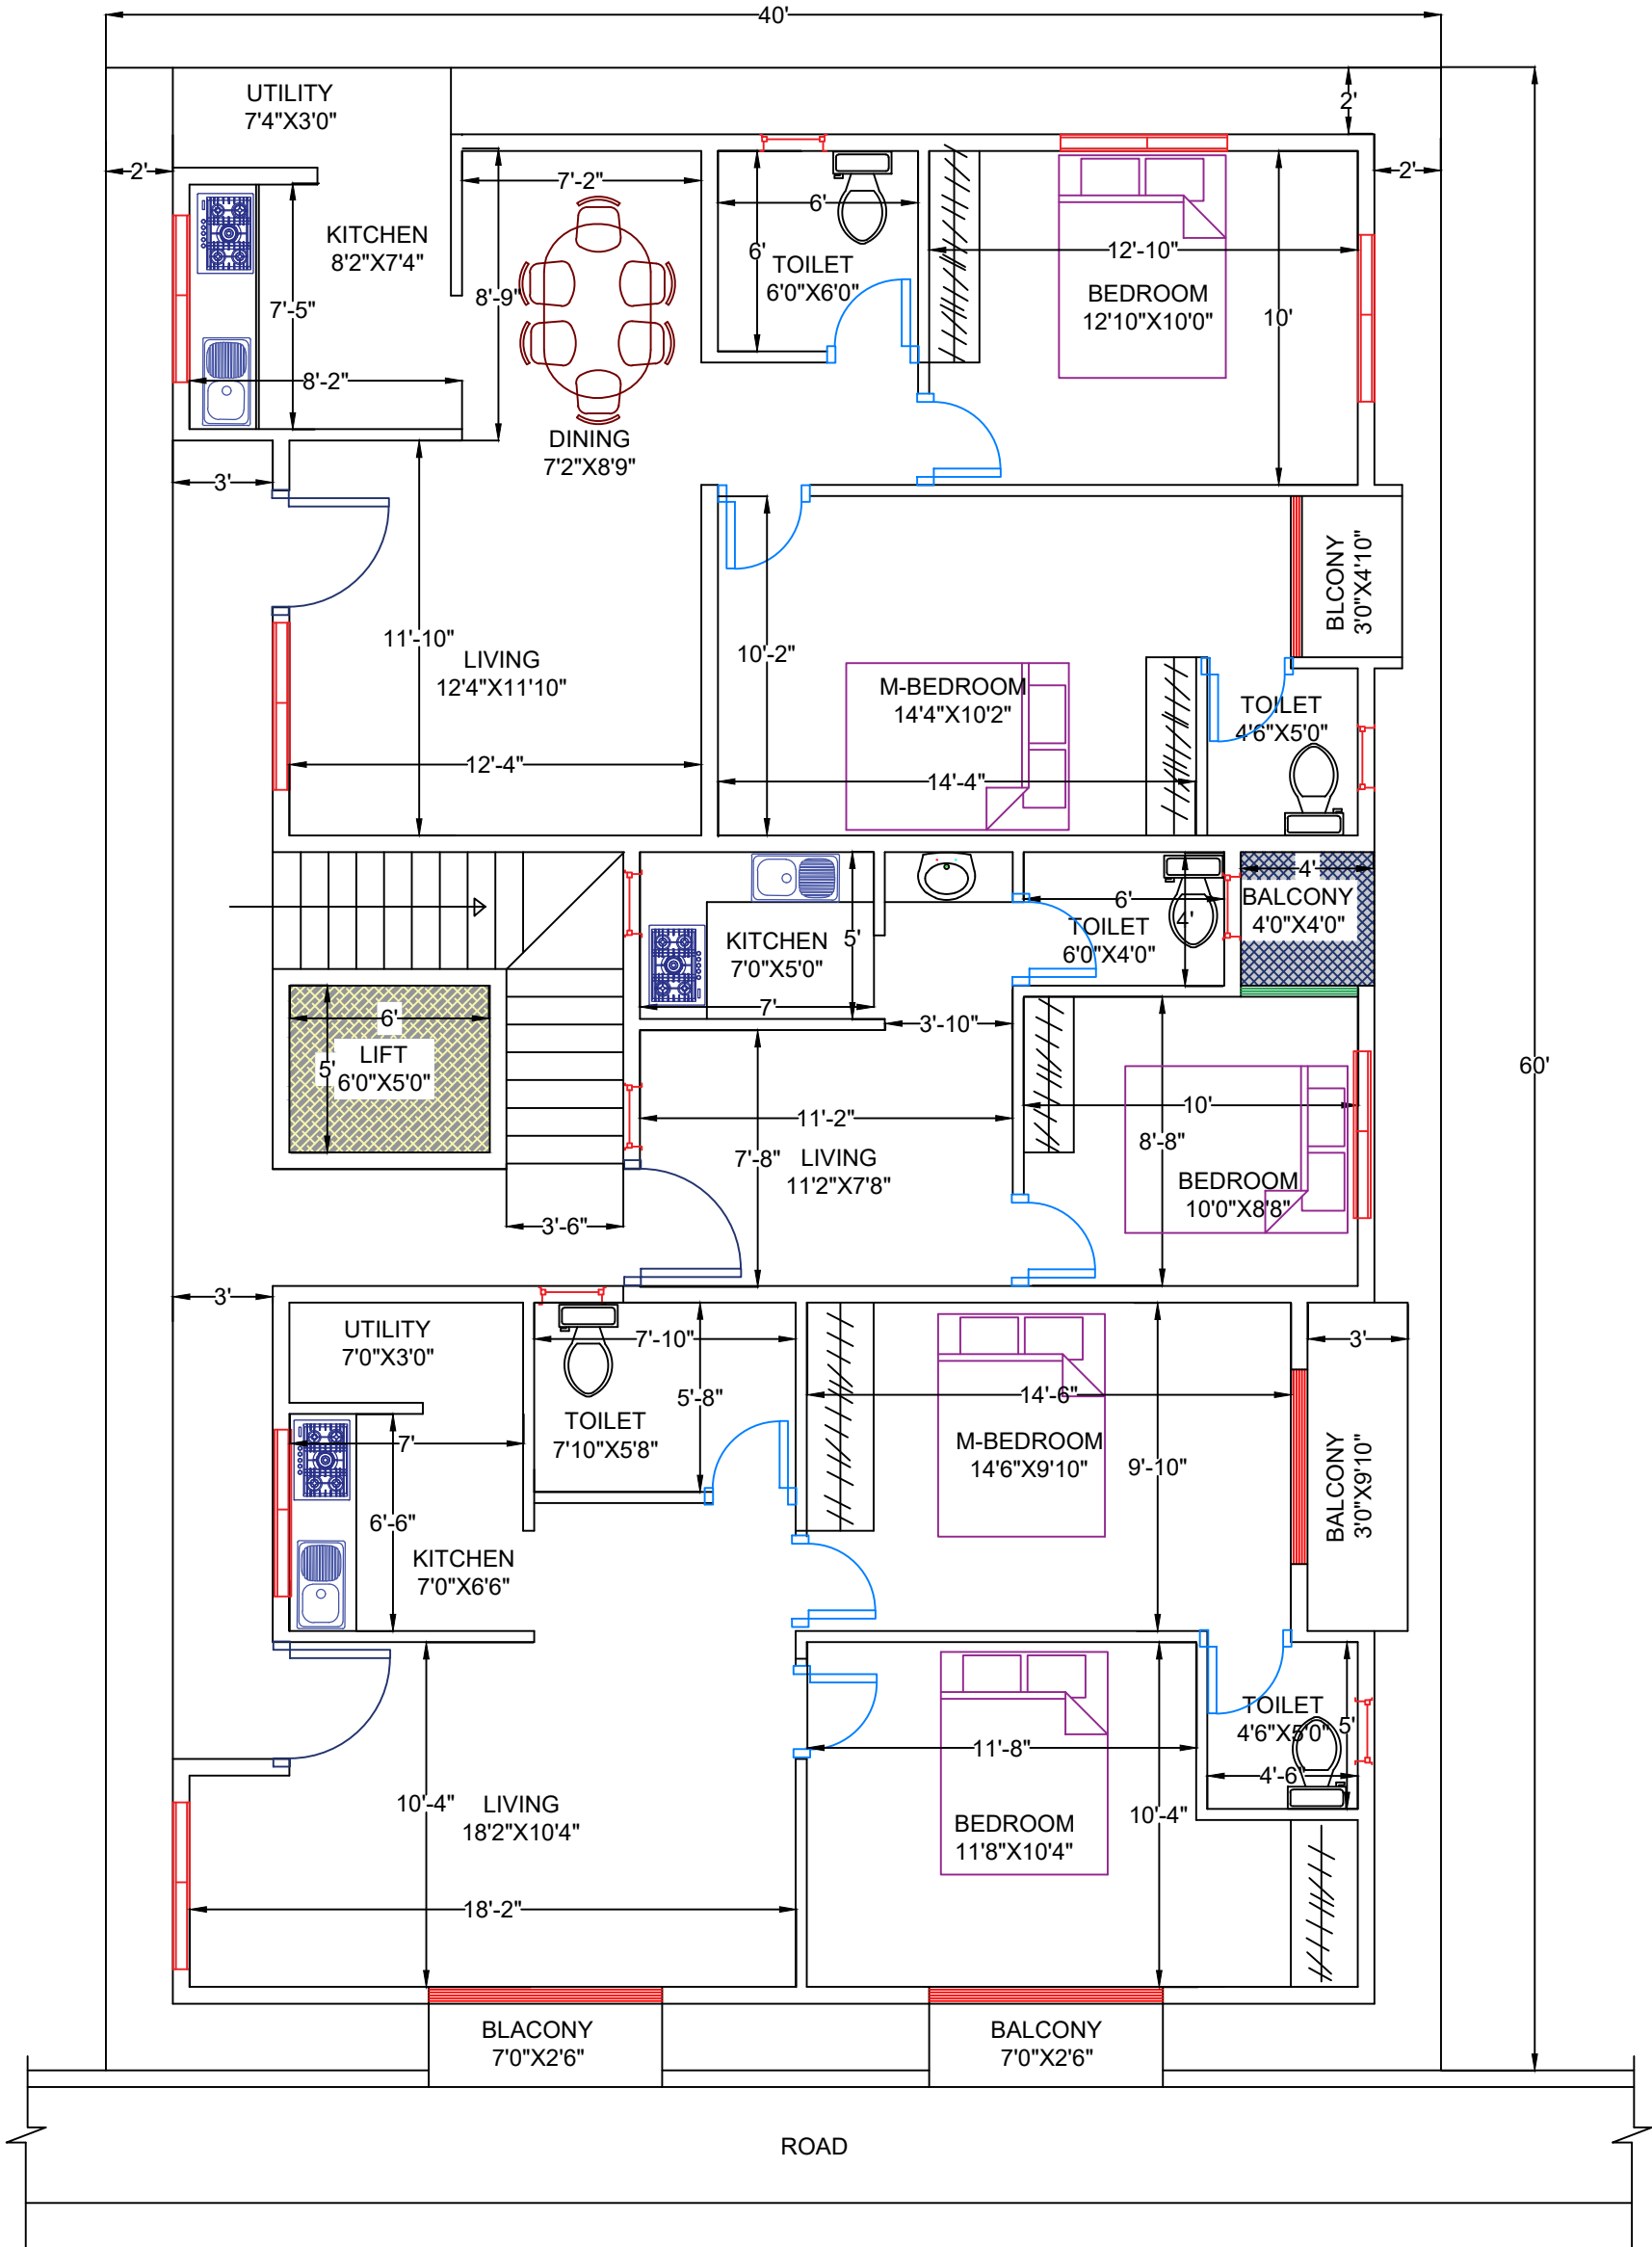 40'
UTILITY
7'4"X3'0"
2'
2'
2'
7'-2"
6'
6'
KITCHEN
8'2"X7'4"
12'-10"
TOILET
6'0"X6'0"
BEDROOM
12'10"X10'0"
7'-5"
8'-9"
10'
8'-2"
DINING
7'2"X8'9"
3'
BLCONY
3'0"X4'10"
11'-10"
LIVING
12'4"X11'10"
10'-2"
M-BEDROOM
14'4"X10'2"
TOILET
4'6"X5'0"
12'-4"
14'-4"
4'
BALCONY
4'0"X4'0"
6'
4'
TOILET
6'0"X4'0"
KITCHEN
7'0"X5'0"
5'
7'
3'-10"
6'
LIFT
6'0"X5'0"
5'
60'
11'-2"
10'
8'-8"
7'-8"
LIVING
11'2"X7'8"
BEDROOM
10'0"X8'8"
3'-6"
3'
UTILITY
7'0"X3'0"
7'-10"
3'
5'-8"
14'-6"
TOILET
7'10"X5'8"
7'
M-BEDROOM
14'6"X9'10"
9'-10"
BALCONY
3'0"X9'10"
6'-6"
KITCHEN
7'0"X6'6"
TOILET
4'6"X5'0"
5'
11'-8"
4'-6"
10'-4"
LIVING
18'2"X10'4"
10'-4"
BEDROOM
11'8"X10'4"
18'-2"
BLACONY
7'0"X2'6"
BALCONY
7'0"X2'6"
ROAD